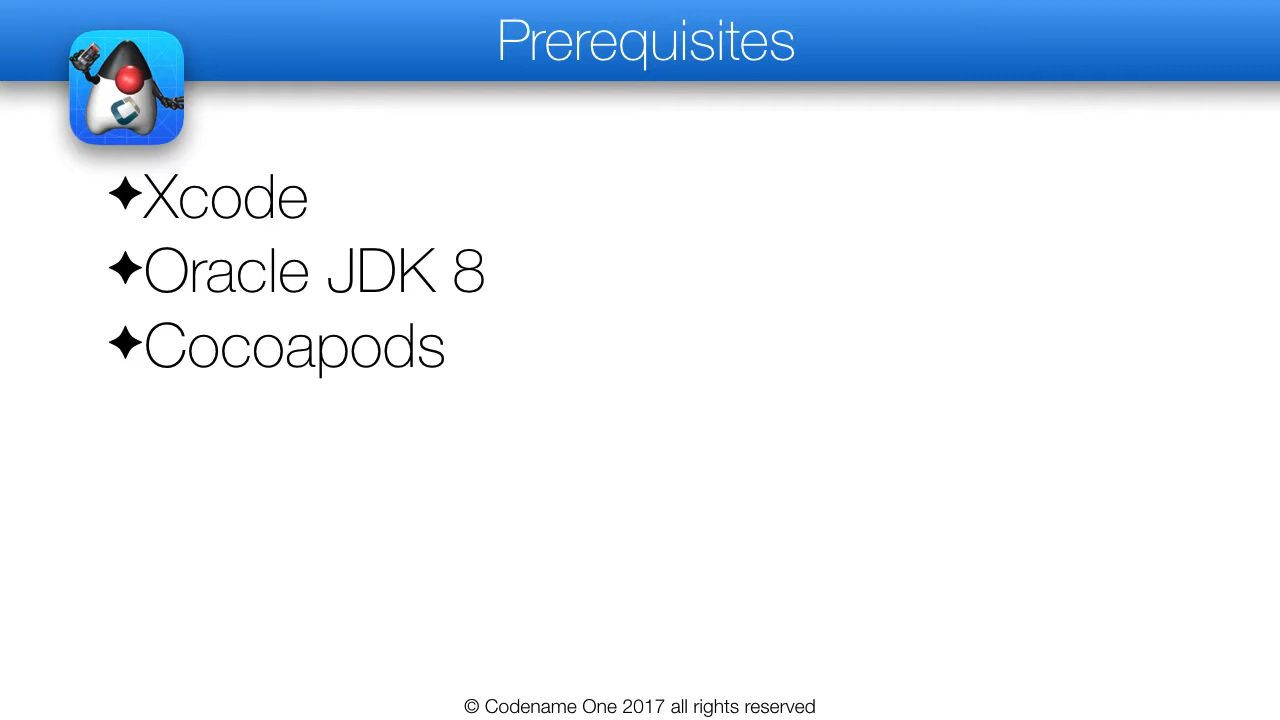 Prerequisites
✦Xcode
✦Oracle JDK 8
✦Cocoapods
© Codename One 2017 all rights reserved